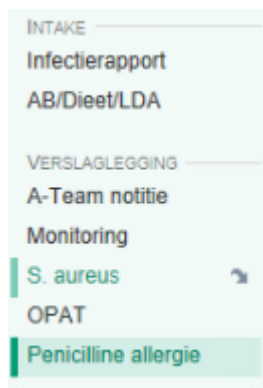 INTAKE
Infectierapport
AB/Dieet/LDA
VERSLAGLEGGING
A-Team notitie
Monitoring
S. aureus
OPAT
Penicilline allergie